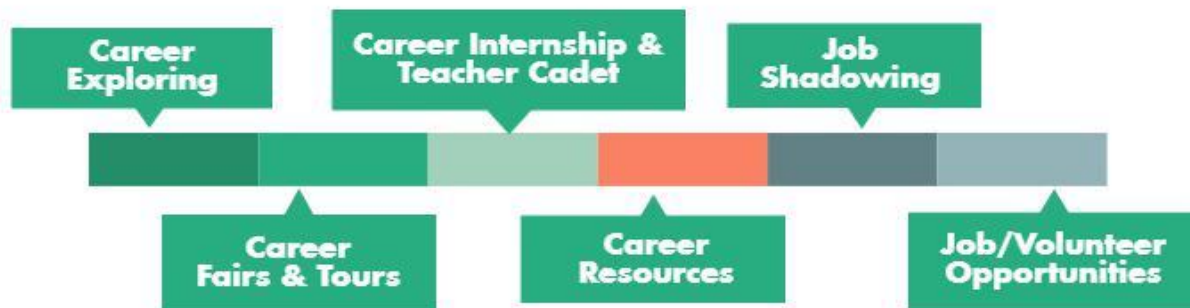 Career
Exploring
Career Internship &
Teacher Cadet
Job
Shadowing
Career
Fairs & Tours
Career
Resources
Job/Volunteer
Opportunities